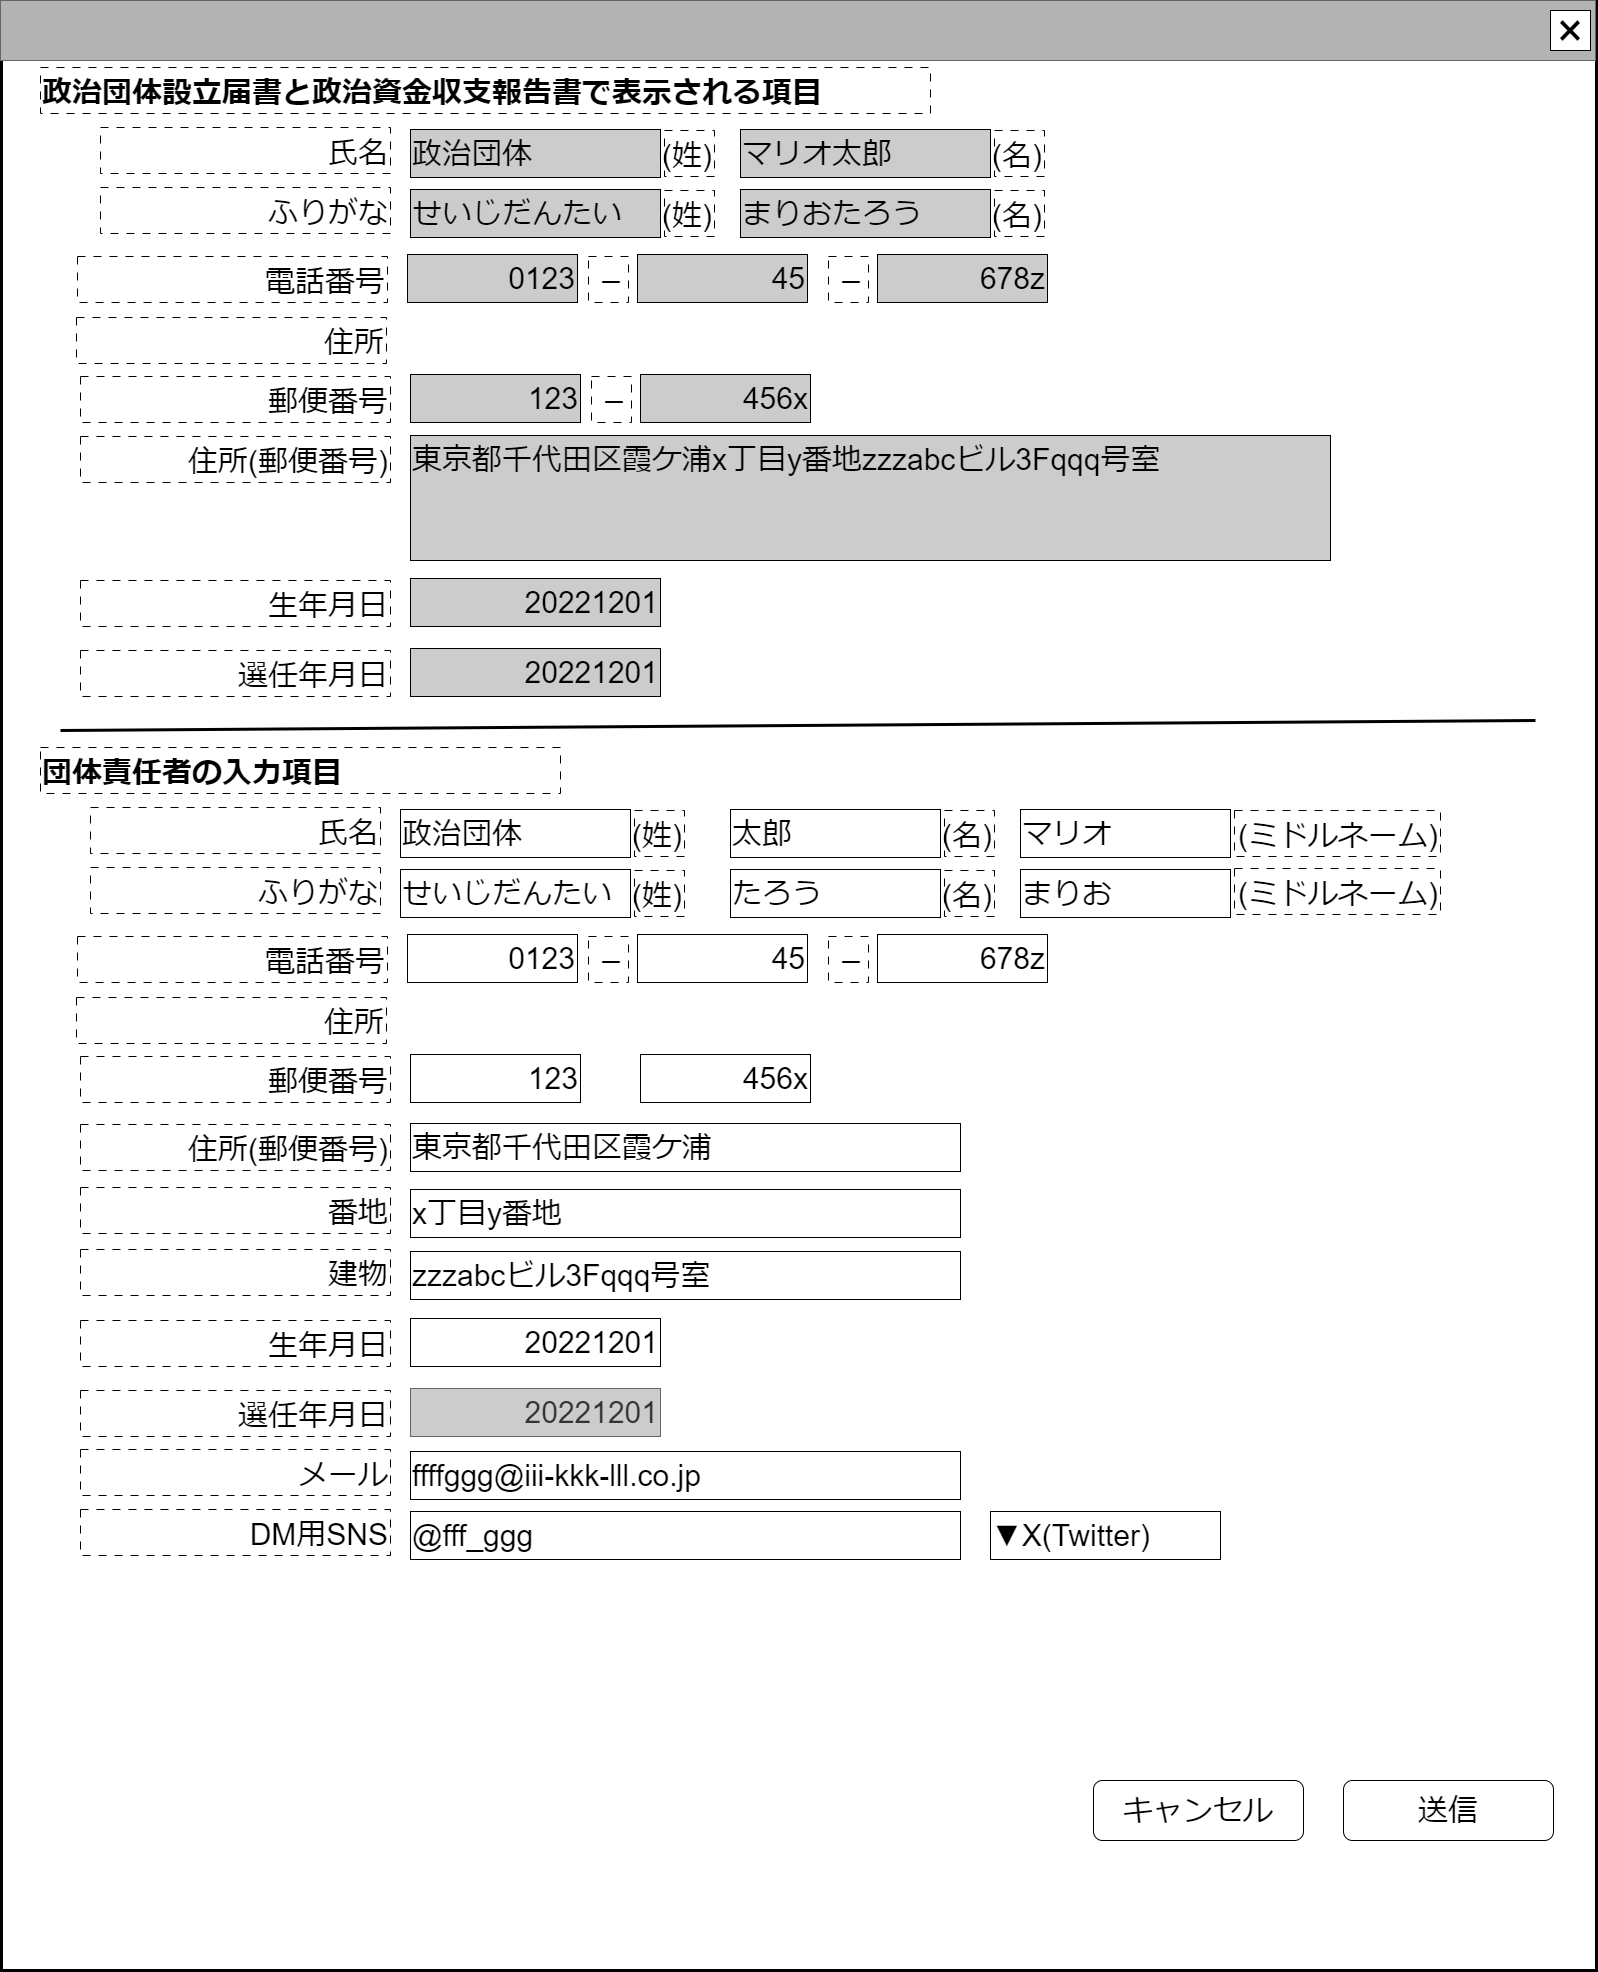 政治団体設立届書と政治資金収支報告書で表示される項目
氏名 政治団体 (姓) マリオ太郎 (名)
ふりがな せいじだんたい (姓) まりおたろう (名)
電話番号 0123 – 45 – 678z
住所
郵便番号 123 – 456x
住所(郵便番号) 東京都千代田区霞ケ浦x丁目y番地zzzabcビル3Fqqq号室
生年月日 20221201
選任年月日 20221201
団体責任者の入力項目
氏名 政治団体 (姓) 太郎 (名) マリオ (ミドルネーム)
ふりがな せいじだんたい (姓) たろう (名) まりお (ミドルネーム)
電話番号 0123 – 45 – 678z
住所
郵便番号 123 456x
住所(郵便番号) 東京都千代田区霞ケ浦
番地 x丁目y番地
建物 zzzabcビル3Fqqq号室
生年月日 20221201
選任年月日 20221201
メール ffffggg@iii-kkk-lll.co.jp
DM用SNS @fff_ggg ▼X(Twitter)
キャンセル 送信